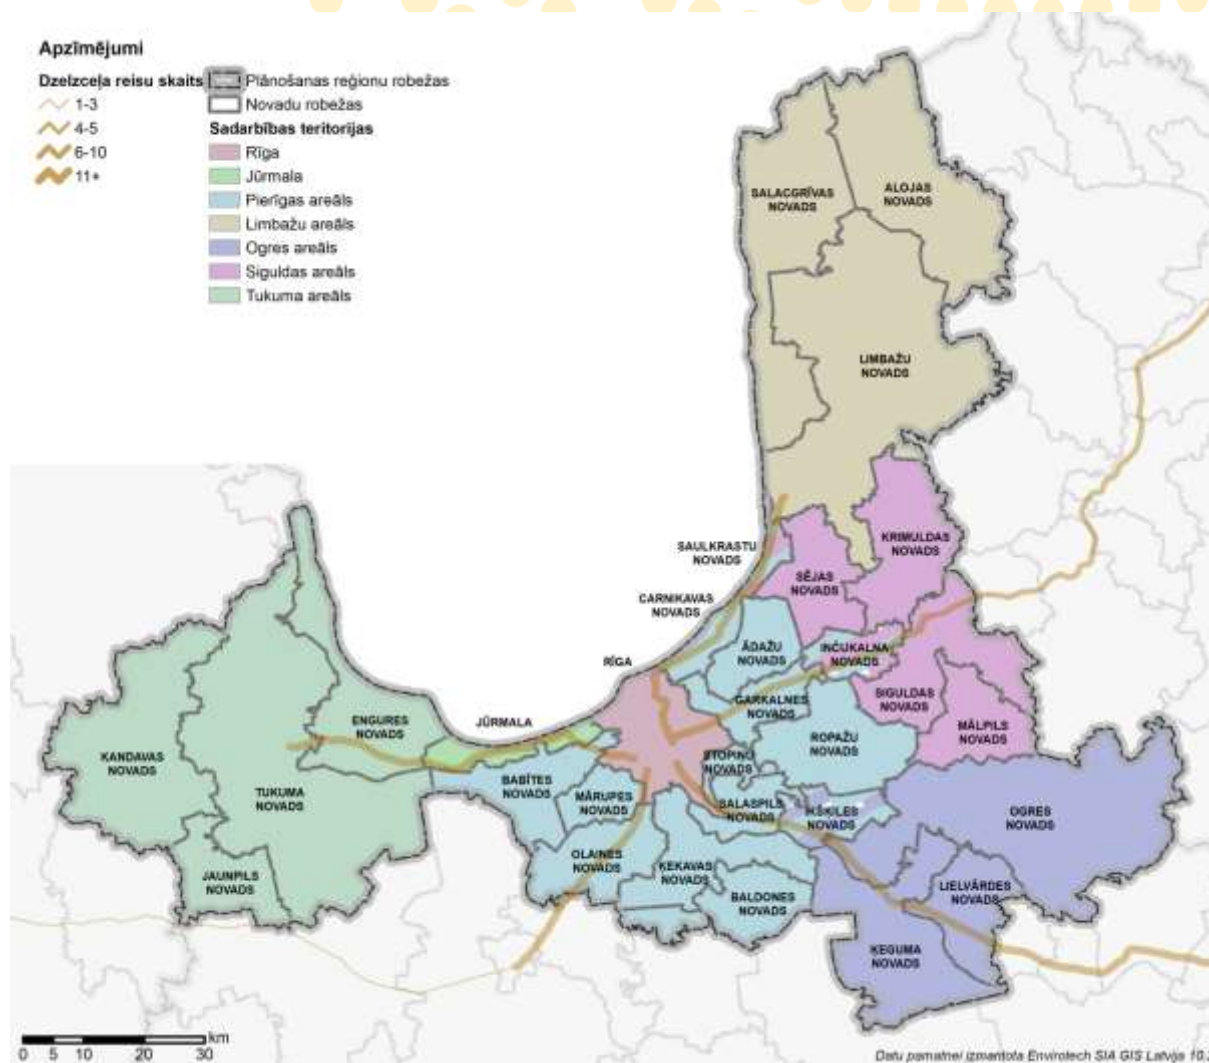 Apzīmējumi
Dzelzceļa reisu skaits
1-3
4-5
6-10
11+
Plānošanas reģionu robežas
Novadu robežas
Sadarbības teritorijas
Rīga
Jūrmala
Pierīgas areāls
Limbažu areāls
Ogres areāls
Siguldas areāls
Tukuma areāls
SALACGRĪVAS
NOVADS
ALOJAS
NOVADS
LIMBAŽU
NOVADS
SAULKRASTU
NOVADS
KRIMULDAS
NOVADS
SĒJAS
NOVADS
CARNIKAVAS
NOVADS
ĀDAŽU
NOVADS
INČUKALNA
NOVADS
RĪGA
GARKALNES
NOVADS
SIGULDAS
NOVADS
MĀLPILS
NOVADS
JŪRMALA
ENGURES
NOVADS
ROPAŽU
NOVADS
KANDAVAS
NOVADS
TUKUMA
NOVADS
BABĪTES
NOVADS
STOPIŅU
NOVADS
MĀRUPES
NOVADS
SALASPILS
NOVADS
IKŠĶILES
NOVADS
OGRES
NOVADS
OLAINES
NOVADS
ĶEKAVAS
NOVADS
JAUNPILS
NOVADS
BALDONES
NOVADS
LIELVĀRDES
NOVADS
ĶEGUMA
NOVADS
km
0 5 10 20 30
Datu pamatnei izmantota Envirotech SIA GIS Latvija 10.